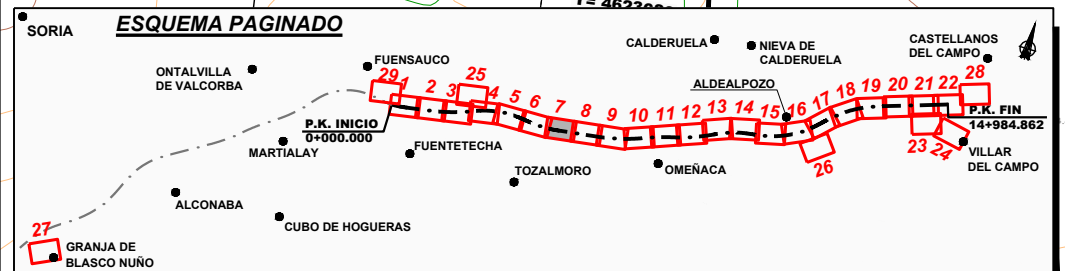 ESQUEMA PAGINADO
SORIA
ONTALVILLA
DE VALCORBA
FUENSAUCO
CALDERUELA
NIEVA DE
CALDERUELA
CASTELLANOS
DEL CAMPO
ALDEALPOZO
29 1 2 3 25 4 5 6 7 8 9 10 11 12 13 14 15 16 17 18 19 20 21 22 28
P.K. INICIO
0+000.000
P.K. FIN
14+984.862
23 24
26
MARTIALAY
FUENTETECHA
TOZALMORO
OMEÑACA
VILLAR
DEL CAMPO
ALCONABA
CUBO DE HOGUERAS
27
GRANJA DE
BLASCO NUÑO